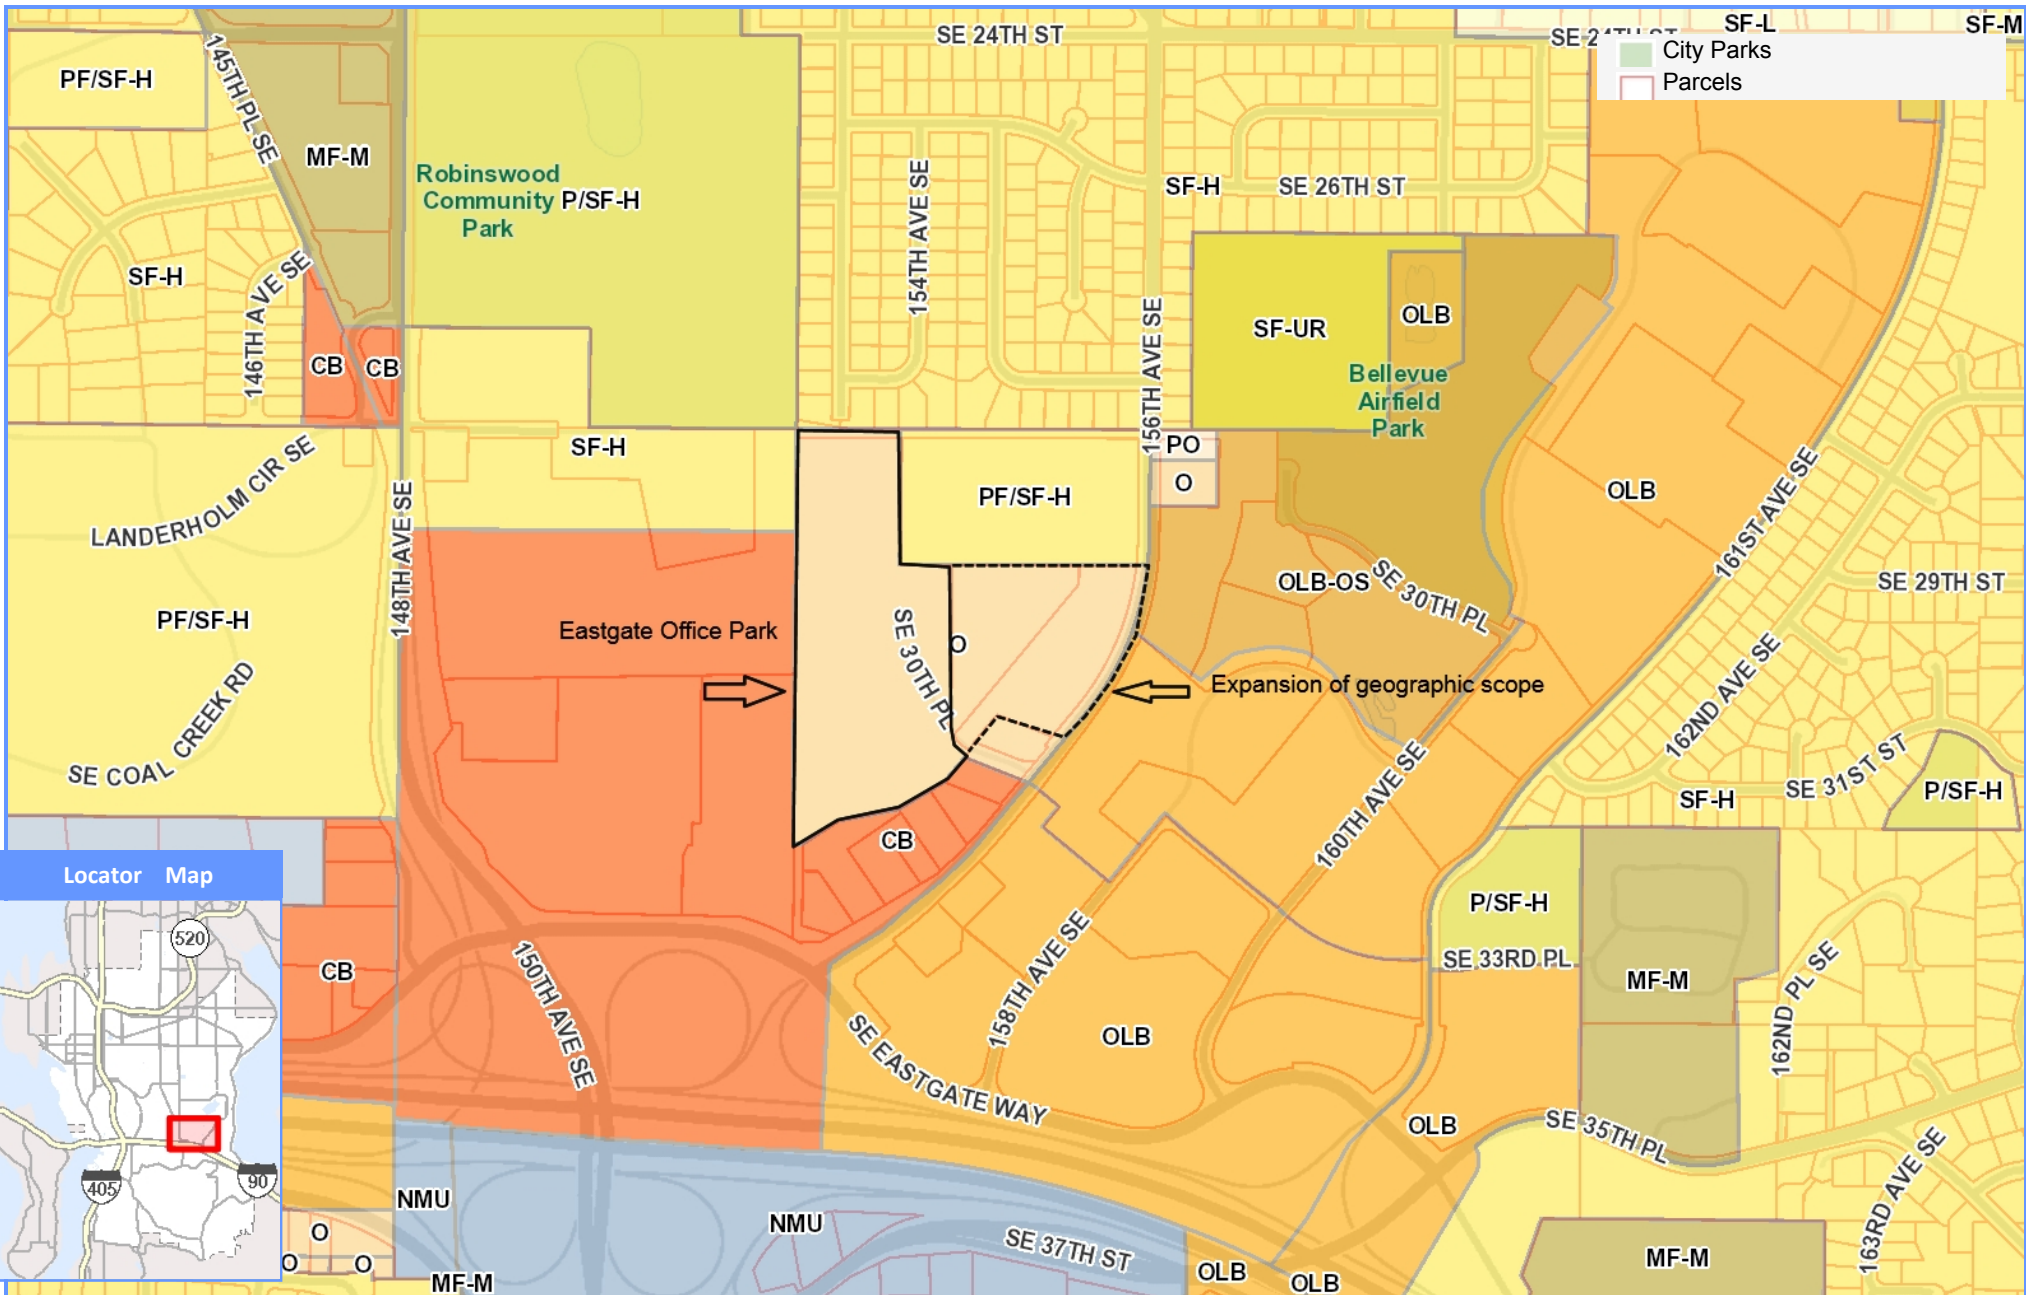 SE 24TH ST
SF-L
SF-M
City Parks
Parcels
PF/SF-H
145TH PL SE
MF-M
Robinswood
Community
Park
P/SF-H
154TH AVE SE
SF-H
SE 26TH ST
SF-H
146TH AVE SE
156TH AVE SE
SF-UR
OLB
CB
CB
Bellevue
Airfield
Park
SF-H
PO
O
LANDERHOLM CIR SE
148TH AVE SE
PF/SF-H
OLB
161ST AVE SE
OLB-OS
SE 30TH PL
SE 29TH ST
PF/SF-H
Eastgate Office Park
SE 30TH PL
O
Expansion of geographic scope
162ND AVE SE
SE COAL CREEK RD
160TH AVE SE
SE 31ST ST
P/SF-H
SF-H
CB
Locator Map
520
405
90
P/SF-H
SE 33RD PL
CB
150TH AVE SE
158TH AVE SE
OLB
MF-M
162ND PL SE
SE EASTGATE WAY
OLB
SE 35TH PL
163RD AVE SE
NMU
NMU
SE 37TH ST
O
O
O
MF-M
OLB
OLB
MF-M